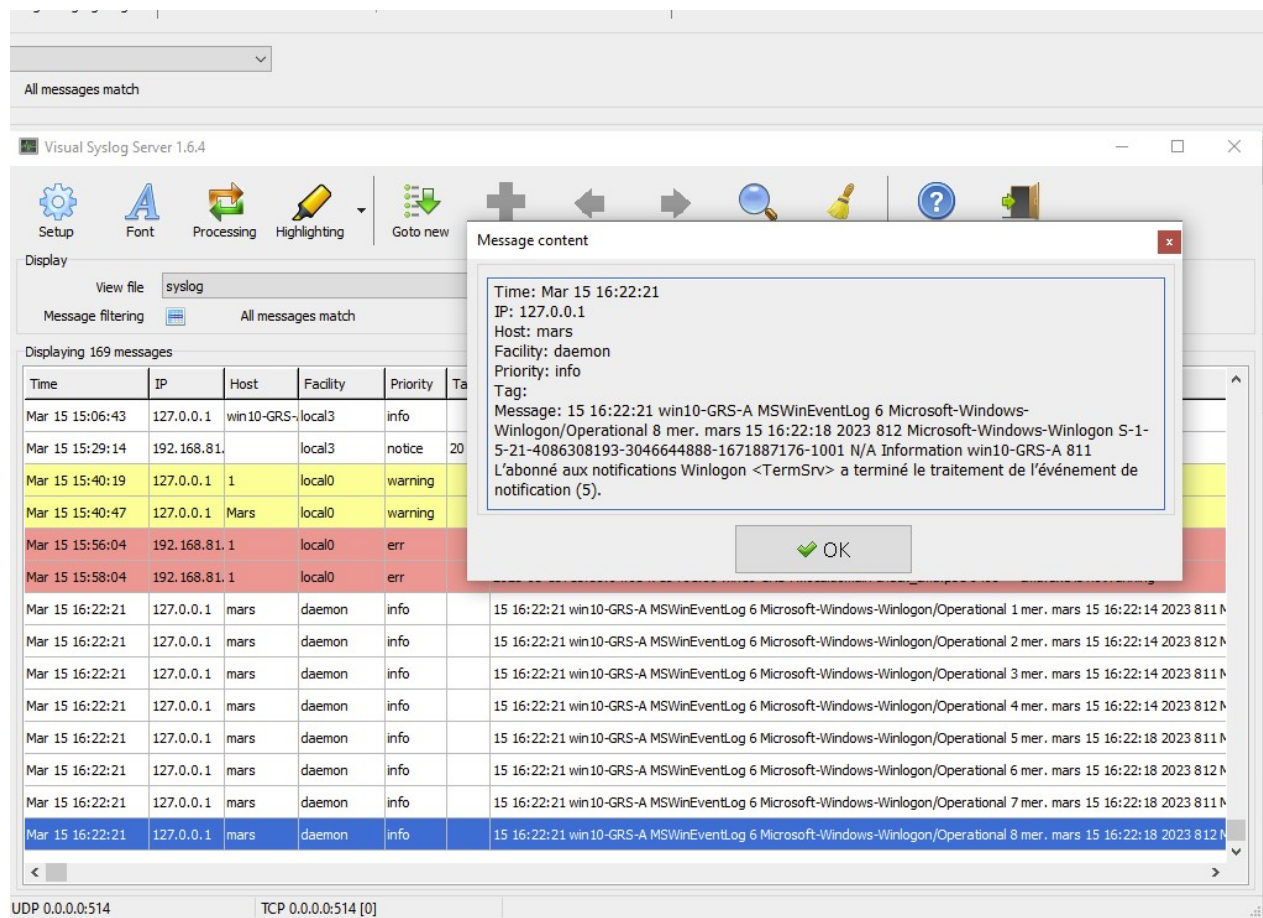 All messages match
Visual Syslog Server 1.6.4
Setup Font Processing Highlighting Goto new
Message content
Time: Mar 15 16:22:21
IP: 127.0.0.1
Host: mars
Facility: daemon
Priority: info
Tag:
Message: 15 16:22:21 win10-GRS-A MSWinEventLog 6 Microsoft-Windows-
Winlogon/Operational 8 mer. mars 15 16:22:18 2023 812 Microsoft-Windows-Winlogon S-1-
5-21-4086308193-3046644888-1671887176-1001 N/A Information win10-GRS-A 811
L'abonné aux notifications Winlogon <TermSrv> a terminé le traitement de l'événement de
notification (5).
OK
Display
View file syslog
Message filtering All messages match
Displaying 169 messages
Time IP Host Facility Priority Ta
Mar 15 15:06:43 127.0.0.1 win10-GRS- local3 info
Mar 15 15:29:14 192.168.81. local3 notice 20
Mar 15 15:40:19 127.0.0.1 1 local0 warning
Mar 15 15:40:47 127.0.0.1 Mars local0 warning
Mar 15 15:56:04 192.168.81. 1 local0 err
Mar 15 15:58:04 192.168.81. 1 local0 err
Mar 15 16:22:21 127.0.0.1 mars daemon info 15 16:22:21 win10-GRS-A MSWinEventLog 6 Microsoft-Windows-Winlogon/Operational 1 mer. mars 15 16:22:14 2023 811
Mar 15 16:22:21 127.0.0.1 mars daemon info 15 16:22:21 win10-GRS-A MSWinEventLog 6 Microsoft-Windows-Winlogon/Operational 2 mer. mars 15 16:22:14 2023 812
Mar 15 16:22:21 127.0.0.1 mars daemon info 15 16:22:21 win10-GRS-A MSWinEventLog 6 Microsoft-Windows-Winlogon/Operational 3 mer. mars 15 16:22:14 2023 811
Mar 15 16:22:21 127.0.0.1 mars daemon info 15 16:22:21 win10-GRS-A MSWinEventLog 6 Microsoft-Windows-Winlogon/Operational 4 mer. mars 15 16:22:14 2023 812
Mar 15 16:22:21 127.0.0.1 mars daemon info 15 16:22:21 win10-GRS-A MSWinEventLog 6 Microsoft-Windows-Winlogon/Operational 5 mer. mars 15 16:22:18 2023 811
Mar 15 16:22:21 127.0.0.1 mars daemon info 15 16:22:21 win10-GRS-A MSWinEventLog 6 Microsoft-Windows-Winlogon/Operational 6 mer. mars 15 16:22:18 2023 812
Mar 15 16:22:21 127.0.0.1 mars daemon info 15 16:22:21 win10-GRS-A MSWinEventLog 6 Microsoft-Windows-Winlogon/Operational 7 mer. mars 15 16:22:18 2023 811
Mar 15 16:22:21 127.0.0.1 mars daemon info 15 16:22:21 win10-GRS-A MSWinEventLog 6 Microsoft-Windows-Winlogon/Operational 8 mer. mars 15 16:22:18 2023 812
UDP 0.0.0.0:514 TCP 0.0.0.0:514 [0]